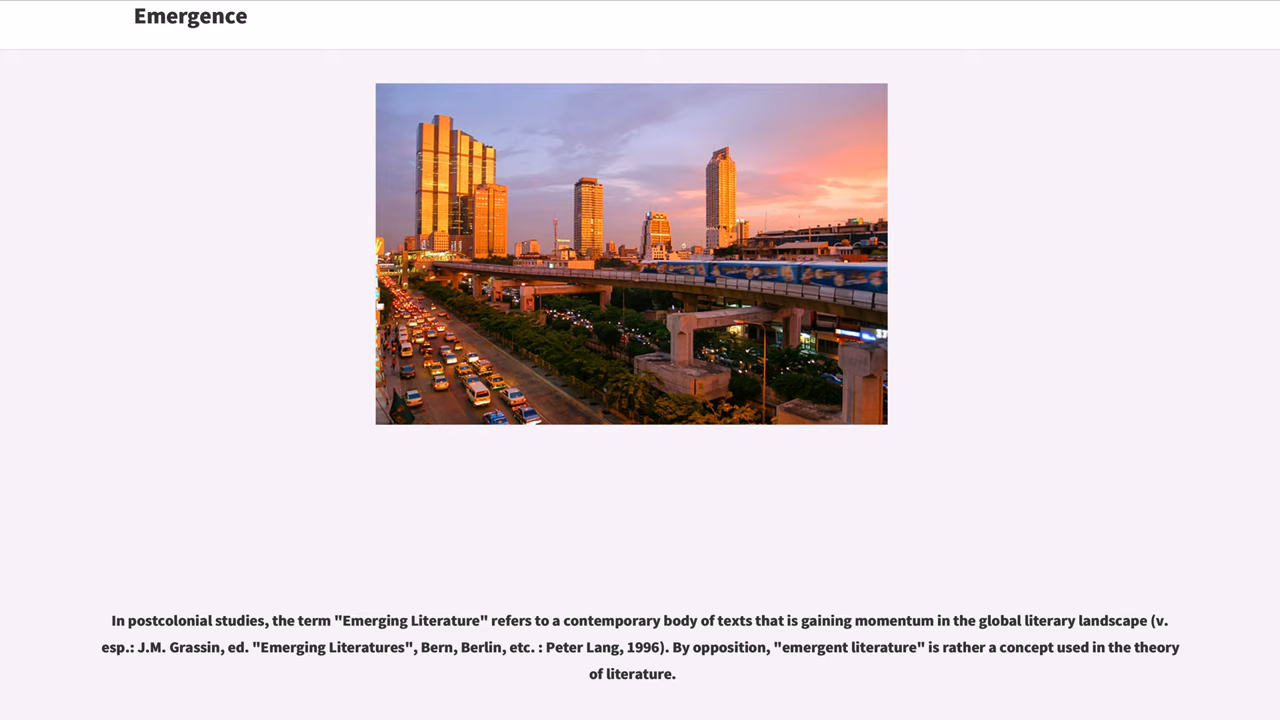 Emergence
In postcolonial studies, the term "Emerging Literature" refers to a contemporary body of texts that is gaining momentum in the global literary landscape (v.
esp.: J.M. Grassin, ed. "Emerging Literatures", Bern, Berlin, etc. : Peter Lang, 1996). By opposition, "emergent literature" is rather a concept used in the theory
of literature.